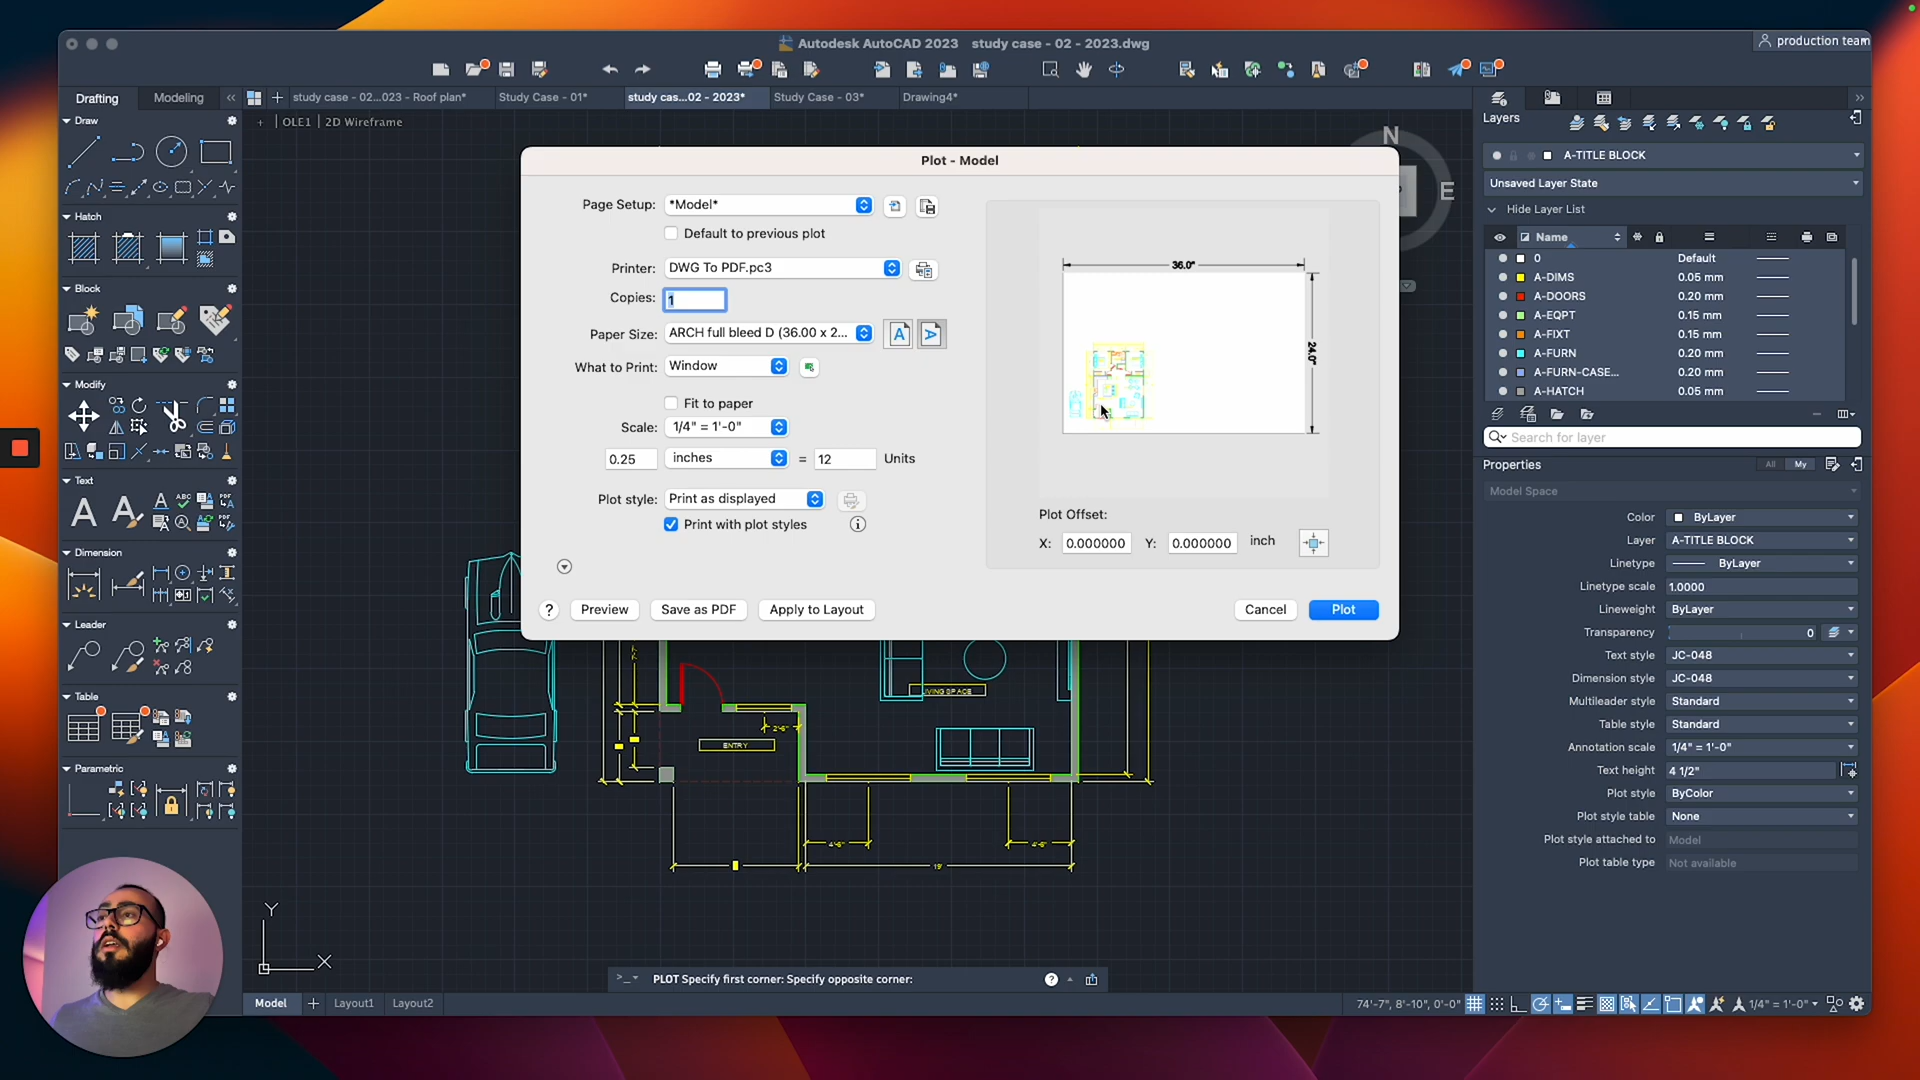 Autodesk AutoCAD 2023 study case - 02 - 2023.dwg
production team
Drafting
Modeling
study case - 02...023 - Roof plan*
Study Case - 01*
study cas...02 - 2023*
Study Case - 03*
Drawing4*
OLE1 | 2D Wireframe
Draw
Hatch
Block
Modify
Text
Dimension
Leader
Table
Parametric
N
E
Plot - Model
Page Setup: *Model*
Default to previous plot
Printer: DWG To PDF.pc3
Copies: 1
Paper Size: ARCH full bleed D (36.00 x 2...
What to Print: Window
Fit to paper
Scale: 1/4" = 1'-0"
0.25 inches = 12 Units
Plot style: Print as displayed
Print with plot styles
36.0"
24.0"
Plot Offset:
X: 0.000000 Y: 0.000000 inch
? Preview Save as PDF Apply to Layout Cancel Plot
LIVING SPACE
ENTRY
2'-6"
4'-6"
4'-6"
19'
Y
X
>_ PLOT Specify first corner: Specify opposite corner:
Model
Layout1
Layout2
74'-7", 8'-10", 0'-0"
1/4" = 1'-0"
Layers
A-TITLE BLOCK
Unsaved Layer State
Hide Layer List
Name
0 Default
A-DIMS 0.05 mm
A-DOORS 0.20 mm
A-EQPT 0.15 mm
A-FIXT 0.15 mm
A-FURN 0.20 mm
A-FURN-CASE... 0.20 mm
A-HATCH 0.05 mm
Search for layer
Properties
All My
Model Space
Color ByLayer
Layer A-TITLE BLOCK
Linetype ByLayer
Linetype scale 1.0000
Lineweight ByLayer
Transparency 0
Text style JC-048
Dimension style JC-048
Multileader style Standard
Table style Standard
Annotation scale 1/4" = 1'-0"
Text height 4 1/2"
Plot style ByColor
Plot style table None
Plot style attached to Model
Plot table type Not available